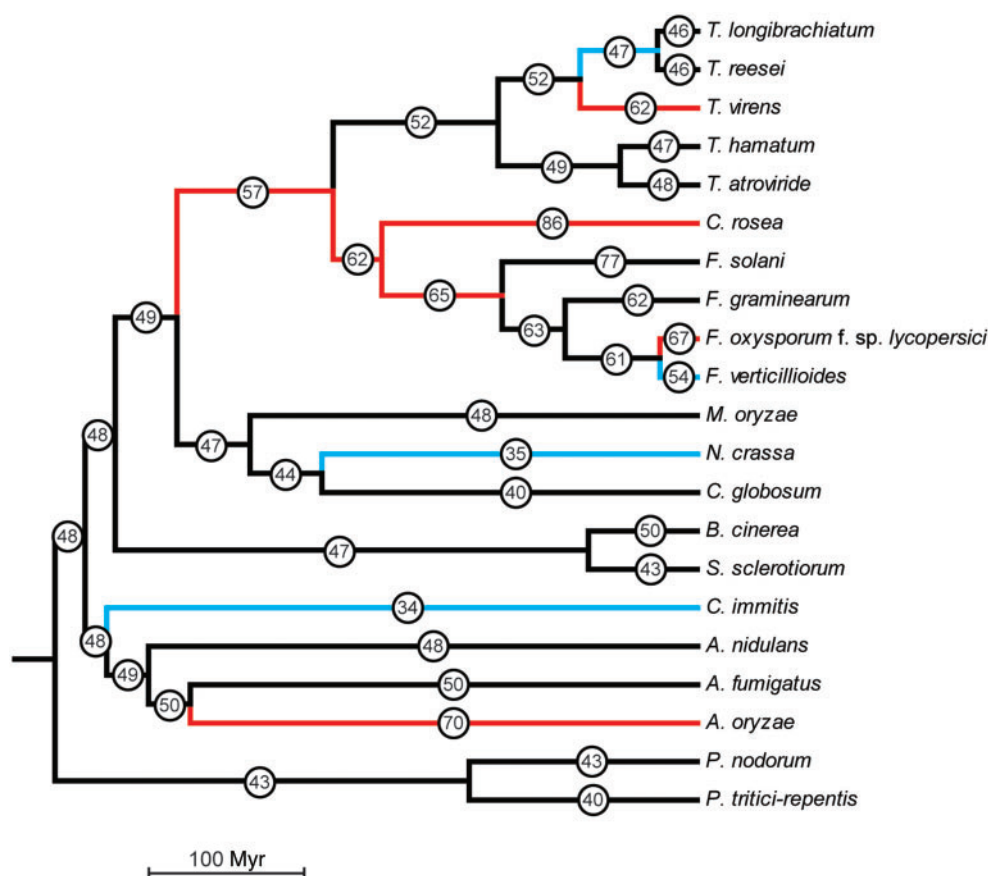 46 T. longibrachiatum
47
46 T. reesei
52
62 T. virens
52
47 T. hamatum
49
48 T. atroviride
57
86 C. rosea
62
77 F. solani
65
62 F. graminearum
63
49
67 F. oxysporum f. sp. lycopersici
61
54 F. verticillioides
48 M. oryzae
48
47
35 N. crassa
44
40 C. globosum
50 B. cinerea
48
47
43 S. sclerotiorum
34 C. immitis
48
48 A. nidulans
49
50 A. fumigatus
50
70 A. oryzae
43 P. nodorum
43
40 P. tritici-repentis
100 Myr